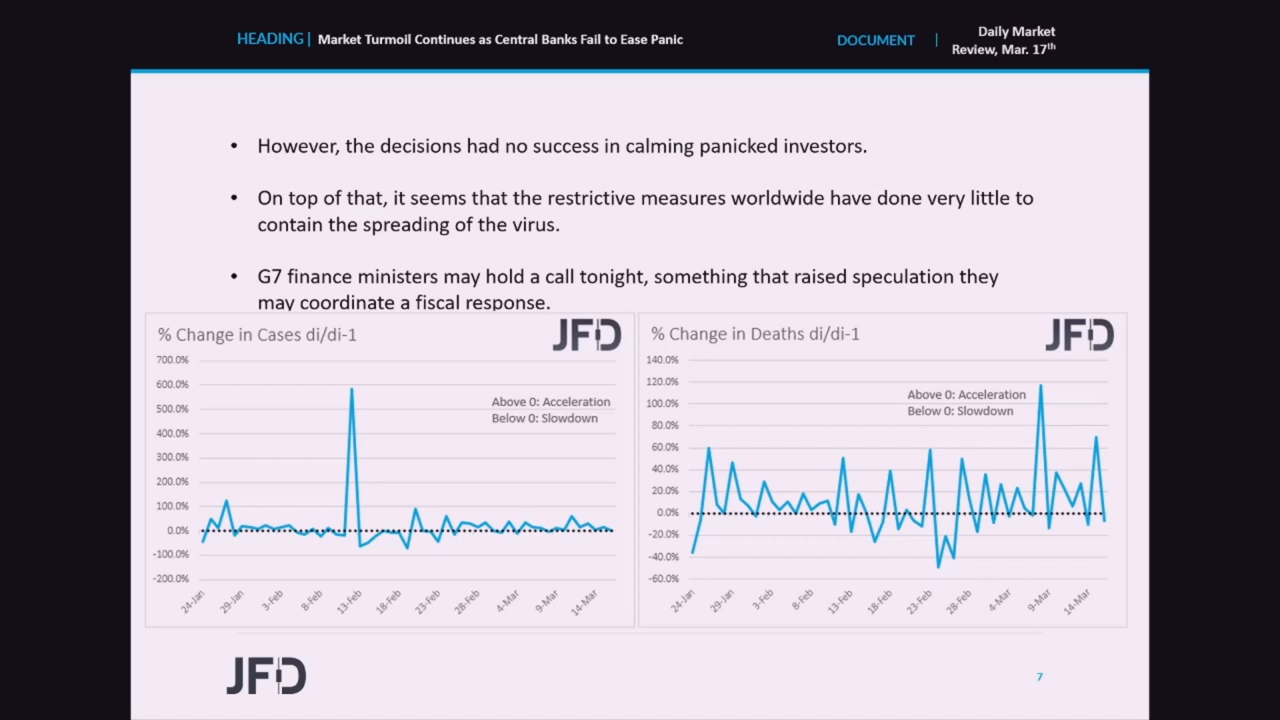 HEADING | Market Turmoil Continues as Central Banks Fail to Ease Panic
DOCUMENT | Daily Market
Review, Mar. 17th
• However, the decisions had no success in calming panicked investors.
• On top of that, it seems that the restrictive measures worldwide have done very little to
contain the spreading of the virus.
• G7 finance ministers may hold a call tonight, something that raised speculation they
may coordinate a fiscal response.
% Change in Cases di/di-1
JFD
700.0%
600.0%
500.0%
400.0%
300.0%
200.0%
100.0%
0.0%
-100.0%
-200.0%
Above 0: Acceleration
Below 0: Slowdown
24-Jan
29-Jan
3-Feb
8-Feb
13-Feb
18-Feb
23-Feb
28-Feb
4-Mar
9-Mar
14-Mar
% Change in Deaths di/di-1
JFD
140.0%
120.0%
100.0%
80.0%
60.0%
40.0%
20.0%
0.0%
-20.0%
-40.0%
-60.0%
Above 0: Acceleration
Below 0: Slowdown
24-Jan
29-Jan
3-Feb
8-Feb
13-Feb
18-Feb
23-Feb
28-Feb
4-Mar
9-Mar
14-Mar
JFD
7